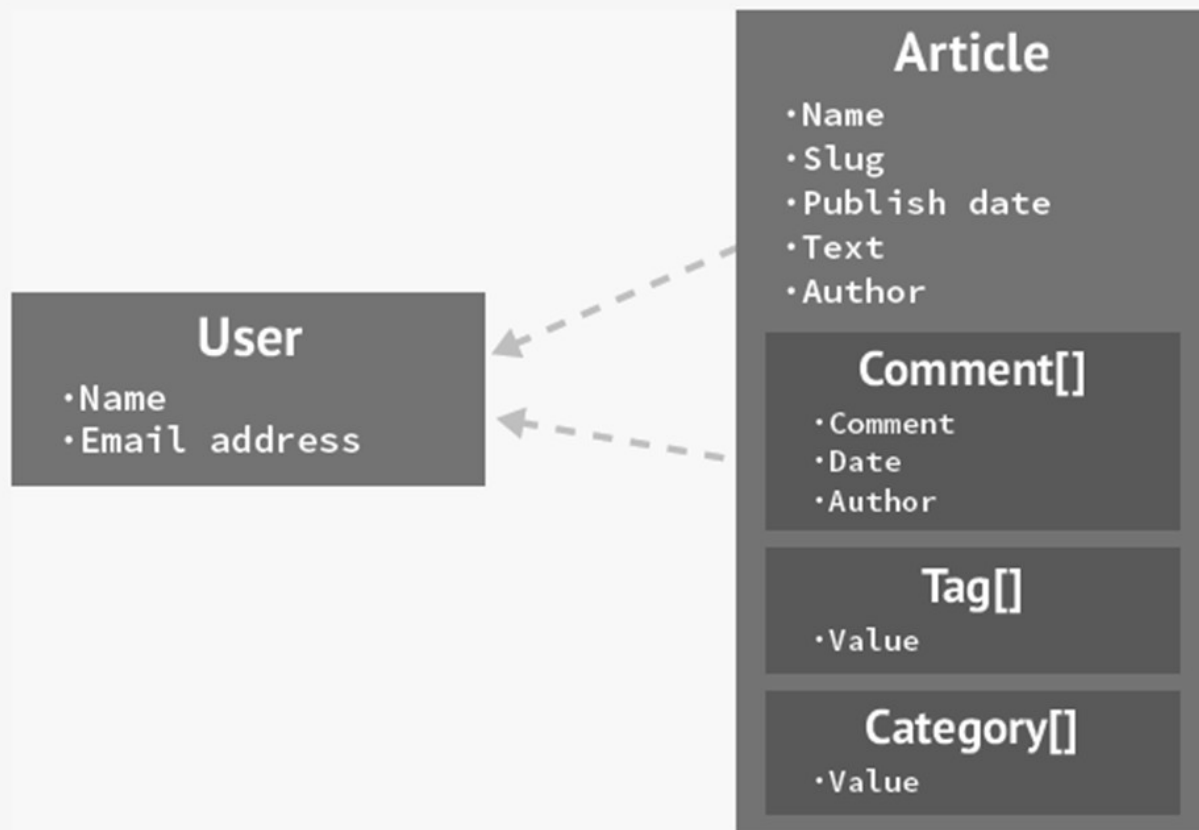 User
·Name
·Email address
Article
·Name
·Slug
·Publish date
·Text
·Author
Comment[]
·Comment
·Date
·Author
Tag[]
·Value
Category[]
·Value